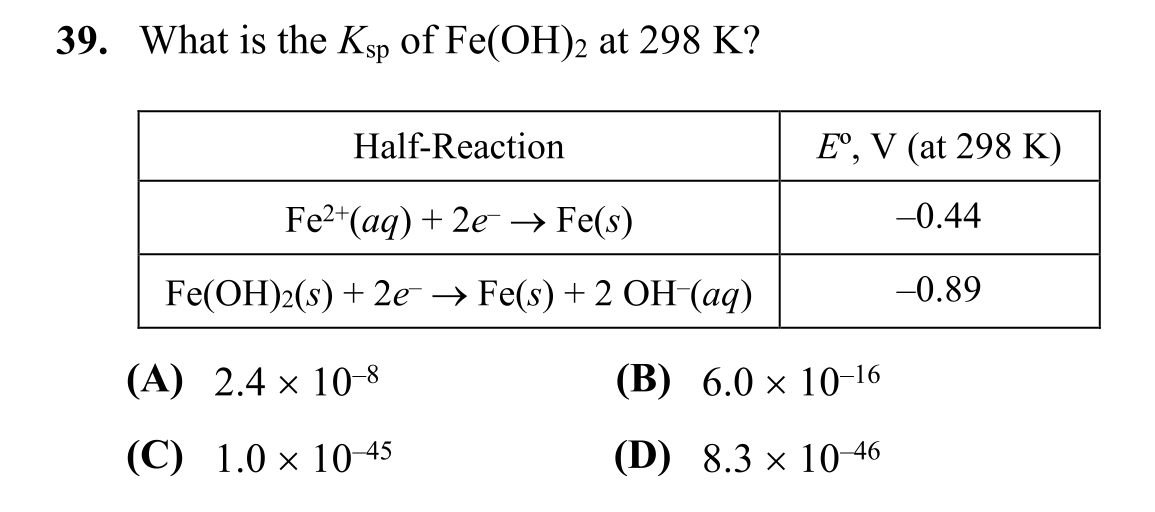 39. What is the Kₛₚ of Fe(OH)₂ at 298 K?
Half-Reaction E°, V (at 298 K)
Fe²⁺(aq) + 2e⁻ → Fe(s) –0.44
Fe(OH)₂(s) + 2e⁻ → Fe(s) + 2 OH⁻(aq) –0.89
(A) 2.4 × 10⁻⁸ (B) 6.0 × 10⁻¹⁶
(C) 1.0 × 10⁻⁴⁵ (D) 8.3 × 10⁻⁴⁶